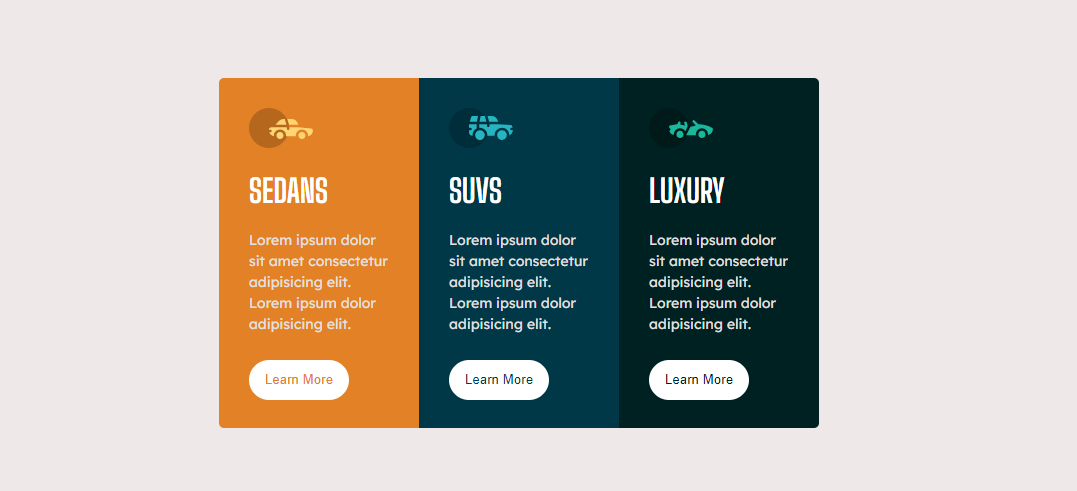 SEDANS
Lorem ipsum dolor
sit amet consectetur
adipisicing elit.
Lorem ipsum dolor
adipisicing elit.
Learn More
SUVS
Lorem ipsum dolor
sit amet consectetur
adipisicing elit.
Lorem ipsum dolor
adipisicing elit.
Learn More
LUXURY
Lorem ipsum dolor
sit amet consectetur
adipisicing elit.
Lorem ipsum dolor
adipisicing elit.
Learn More